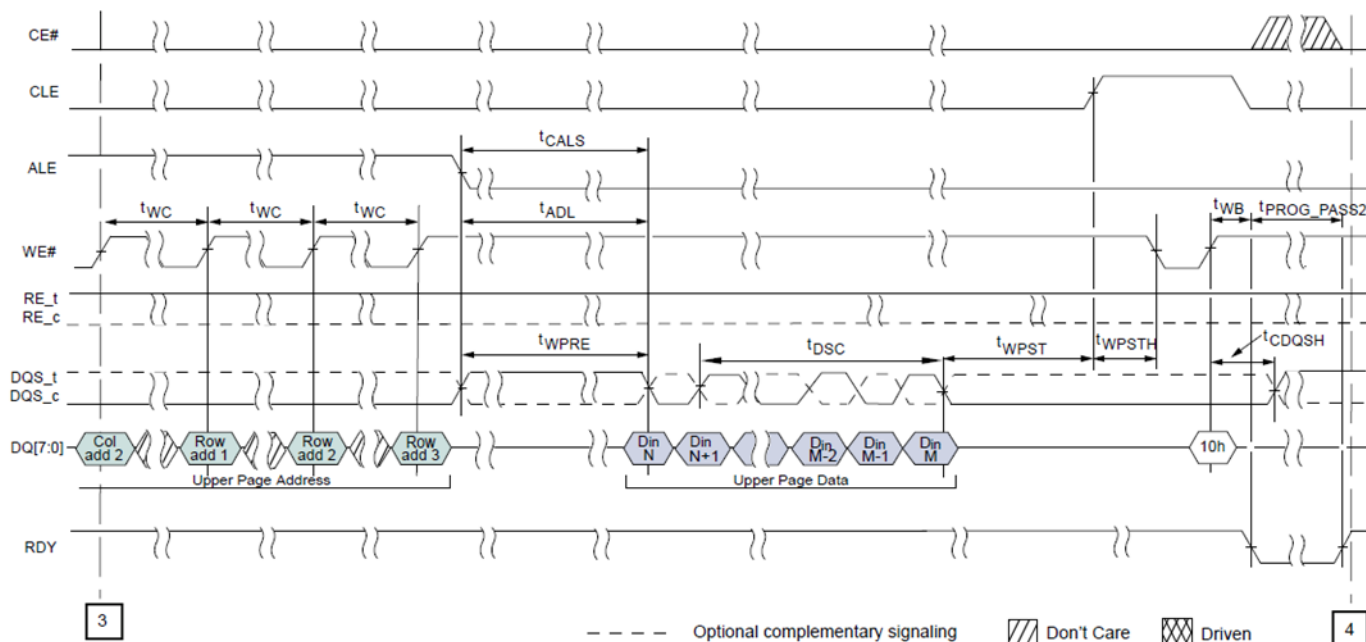 CE#
CLE
tCALS
ALE
tWC tWC tWC tADL tWB tPROG_PASS2
WE#
RE_t
RE_c
tWPRE tDSC tWPST tWPSTH tCDQSH
DQS_t
DQS_c
DQ[7:0] Col add 2 Row add 1 Row add 2 Row add 3 Din N Din N+1 Din M-2 Din M-1 Din M 10h
Upper Page Address Upper Page Data
RDY
3 Optional complementary signaling Don't Care Driven 4